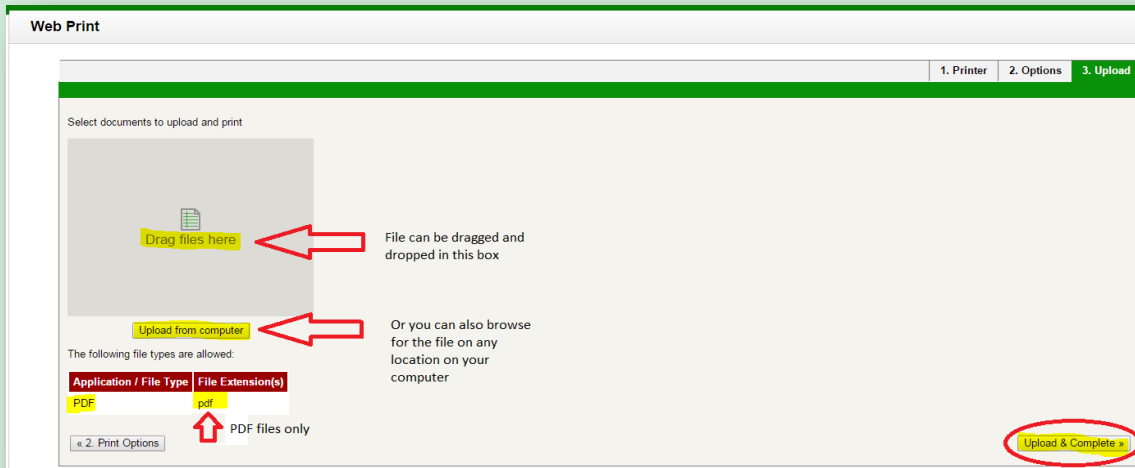 Web Print
1. Printer
2. Options
3. Upload
Select documents to upload and print
Drag files here
File can be dragged and
dropped in this box
Upload from computer
Or you can also browse
for the file on any
location on your
computer
The following file types are allowed:
Application / File Type
File Extension(s)
PDF
pdf
PDF files only
« 2. Print Options
Upload & Complete »